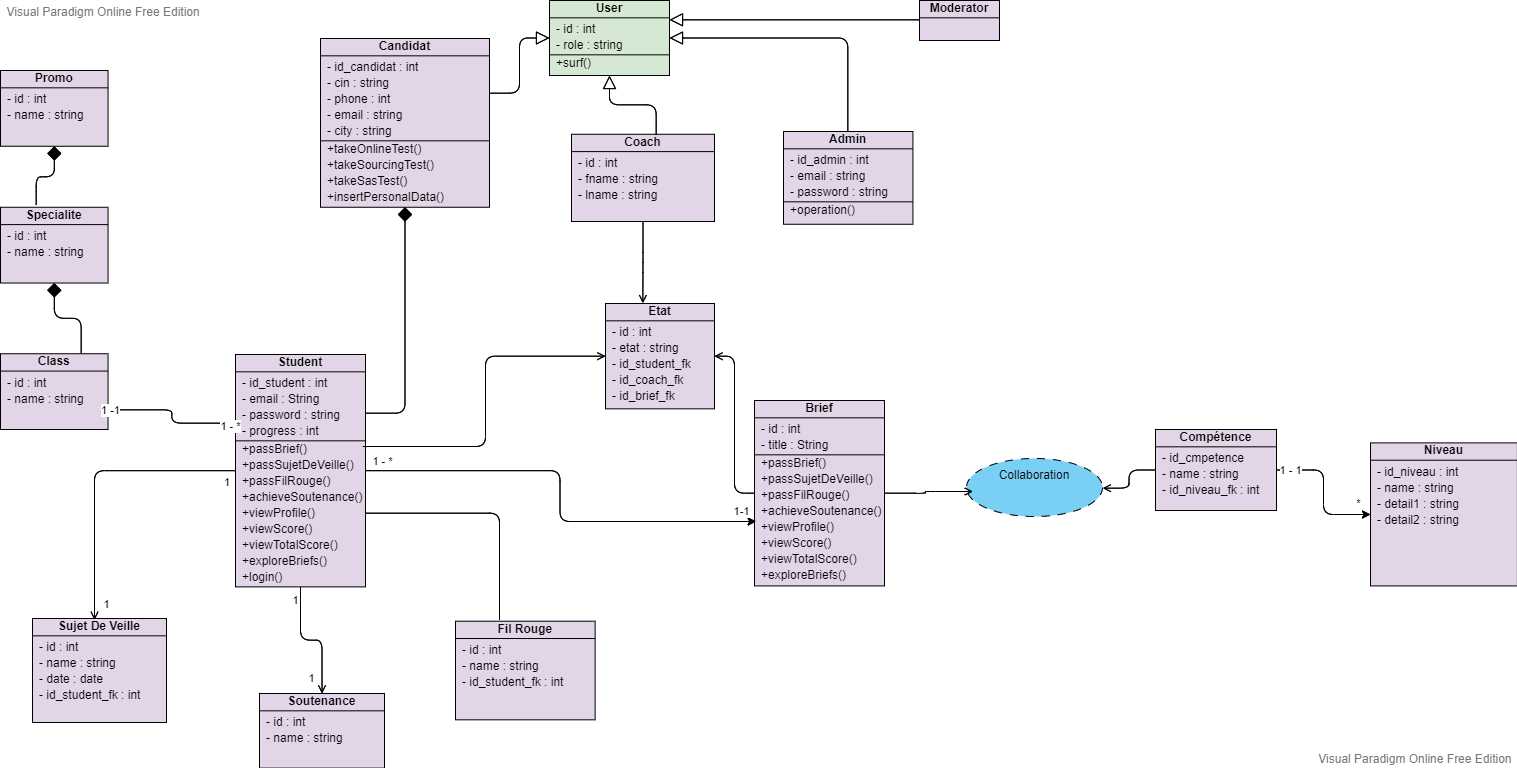 Visual Paradigm Online Free Edition
User
- id : int
- role : string
+surf()
Moderator
Candidat
- id_candidat : int
- cin : string
- phone : int
- email : string
- city : string
+takeOnlineTest()
+takeSourcingTest()
+takeSasTest()
+insertPersonalData()
Promo
- id : int
- name : string
Coach
- id : int
- fname : string
- lname : string
Admin
- id_admin : int
- email : string
- password : string
+operation()
Specialite
- id : int
- name : string
Etat
- id : int
- etat : string
- id_student_fk
- id_coach_fk
- id_brief_fk
Class
- id : int
- name : string
1 -1
1 - *
Student
- id_student : int
- email : String
- password : string
- progress : int
+passBrief()
+passSujetDeVeille()
+passFilRouge()
+achieveSoutenance()
+viewProfile()
+viewScore()
+viewTotalScore()
+exploreBriefs()
+login()
1 - *
1-1
Brief
- id : int
- title : String
+passBrief()
+passSujetDeVeille()
+passFilRouge()
+achieveSoutenance()
+viewProfile()
+viewScore()
+viewTotalScore()
+exploreBriefs()
Collaboration
Compétence
- id_cmpetence
- name : string
- id_niveau_fk : int
1 - 1
*
Niveau
- id_niveau : int
- name : string
- detail1 : string
- detail2 : string
1
1
Sujet De Veille
- id : int
- name : string
- date : date
- id_student_fk : int
1
1
Soutenance
- id : int
- name : string
Fil Rouge
- id : int
- name : string
- id_student_fk : int
Visual Paradigm Online Free Edition